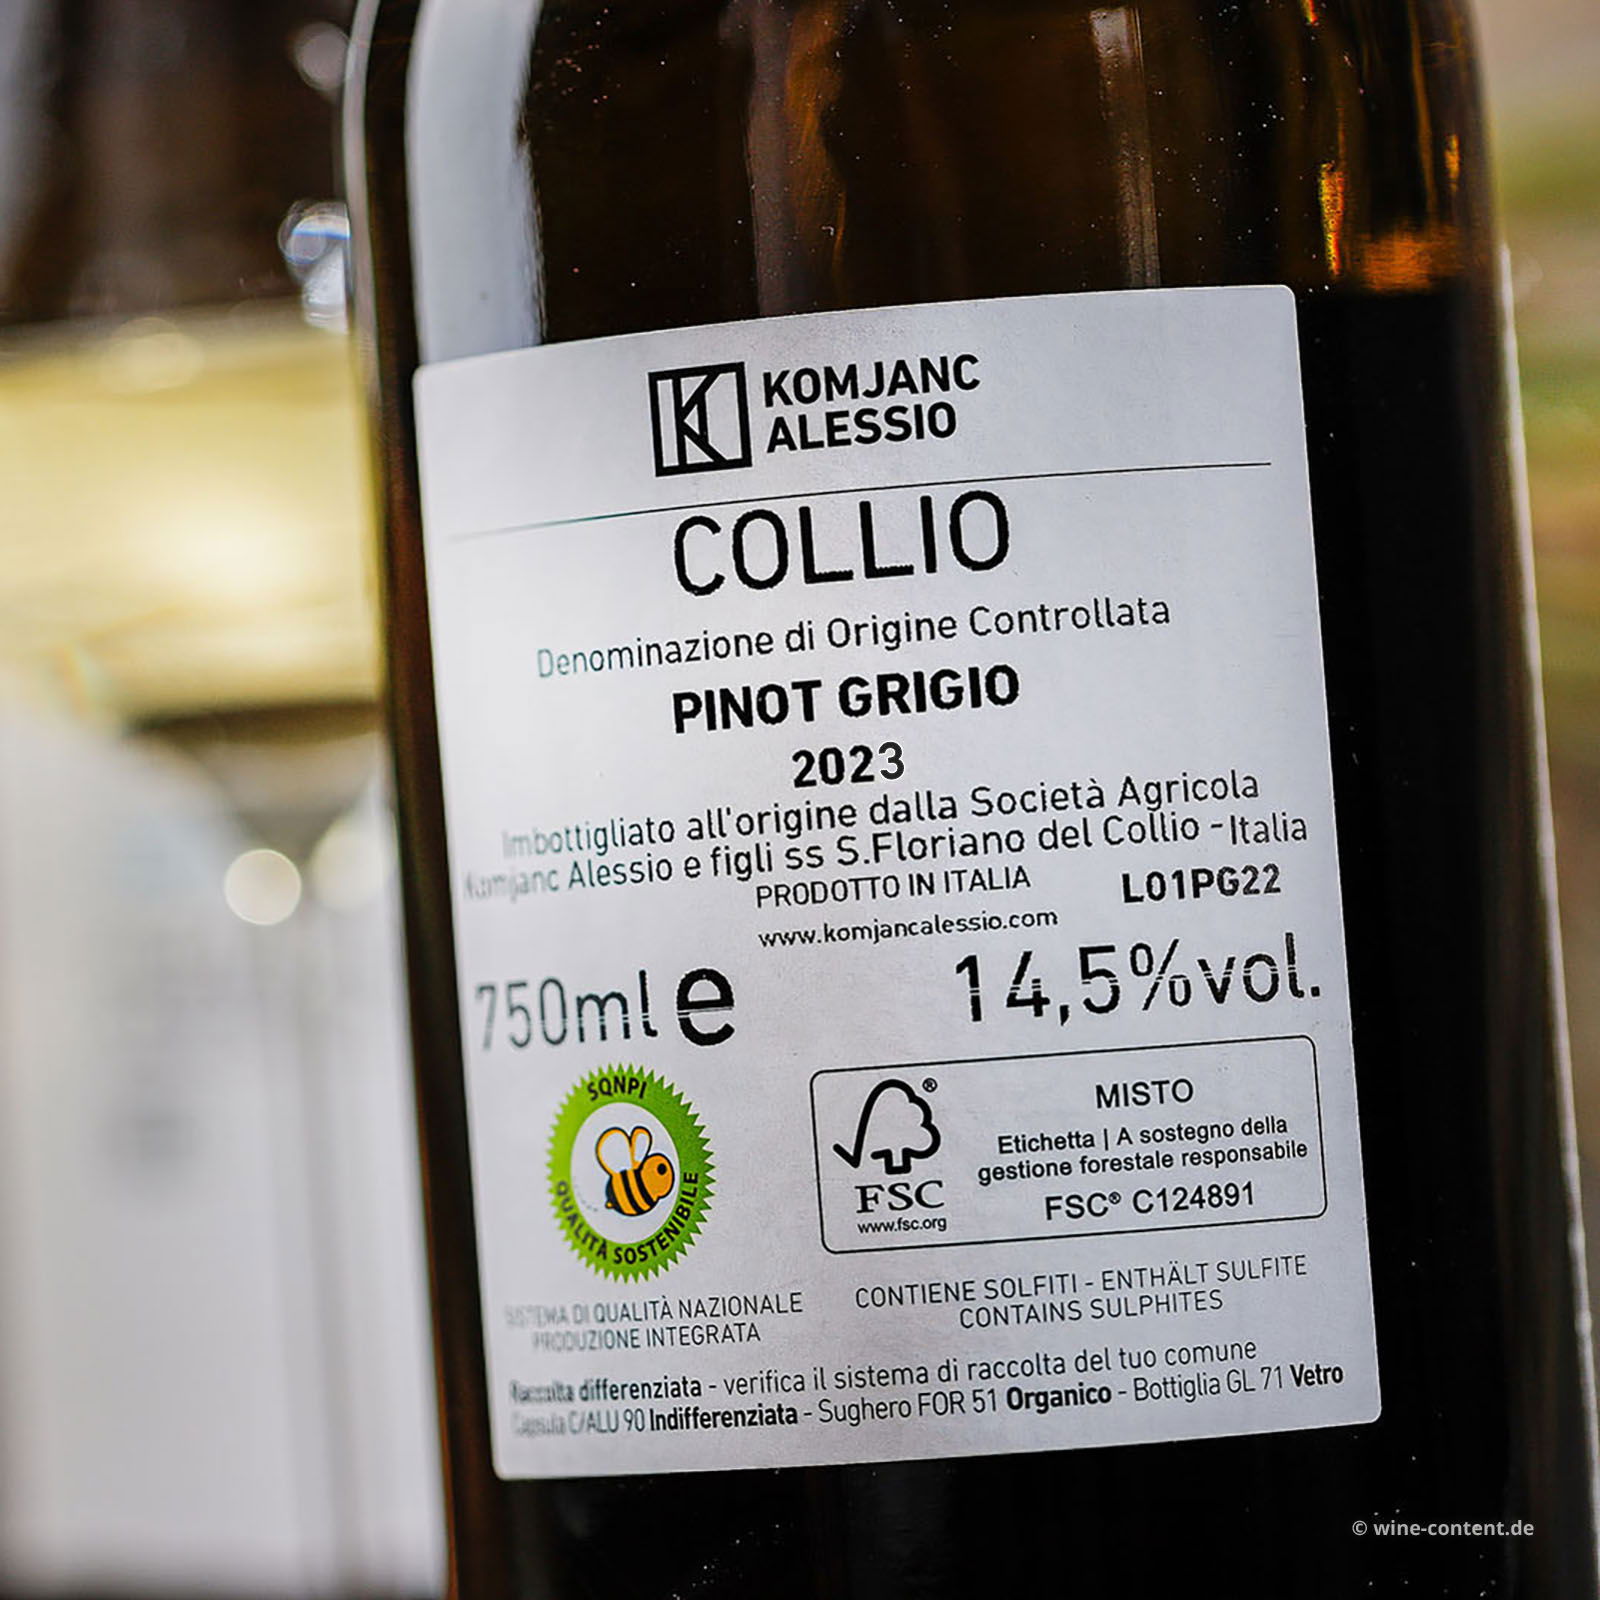 KOMJANC
ALESSIO
COLLIO
Denominazione di Origine Controllata
PINOT GRIGIO
2023
Imbottigliato all'origine dalla Società Agricola
Komjanc Alessio e figli ss S.Floriano del Collio - Italia
PRODOTTO IN ITALIA
L01PG22
www.komjancalessio.com
750ml e
14,5%vol.
SQNPI
QUALITÀ SOSTENIBILE
SISTEMA DI QUALITÀ NAZIONALE
PRODUZIONE INTEGRATA
®
FSC
www.fsc.org
MISTO
Etichetta | A sostegno della
gestione forestale responsabile
FSC® C124891
CONTIENE SOLFITI - ENTHÄLT SULFITE
CONTAINS SULPHITES
Raccolta differenziata - verifica il sistema di raccolta del tuo comune
Capsula C/ALU 90 Indifferenziata - Sughero FOR 51 Organico - Bottiglia GL 71 Vetro
© wine-content.de